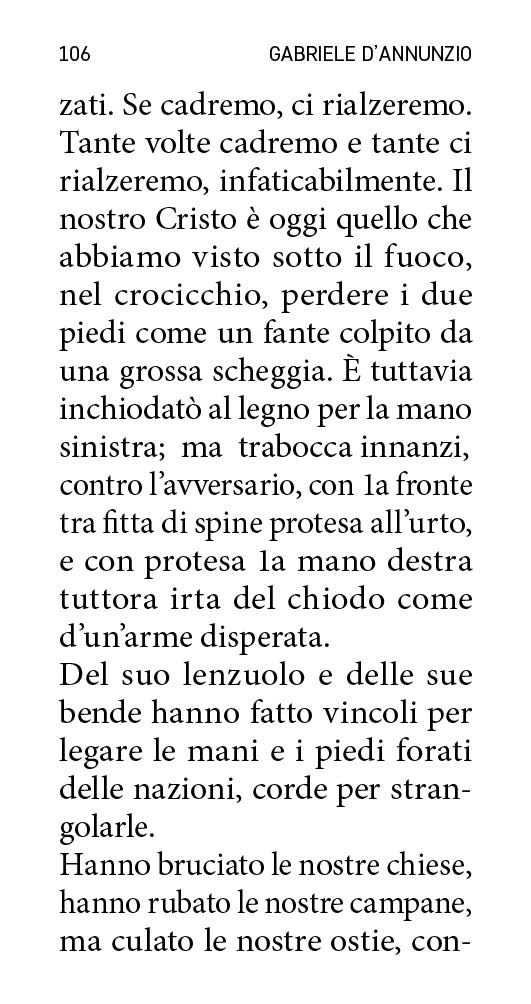 106 GABRIELE D’ANNUNZIO
zati. Se cadremo, ci rialzeremo.
Tante volte cadremo e tante ci
rialzeremo, infaticabilmente. Il
nostro Cristo è oggi quello che
abbiamo visto sotto il fuoco,
nel crocicchio, perdere i due
piedi come un fante colpito da
una grossa scheggia. È tuttavia
inchiodatò al legno per la mano
sinistra; ma trabocca innanzi,
contro l’avversario, con 1a fronte
tra fitta di spine protesa all’urto,
e con protesa 1a mano destra
tuttora irta del chiodo come
d’un’arme disperata.
Del suo lenzuolo e delle sue
bende hanno fatto vincoli per
legare le mani e i piedi forati
delle nazioni, corde per stran-
golarle.
Hanno bruciato le nostre chiese,
hanno rubato le nostre campane,
ma culato le nostre ostie, con-